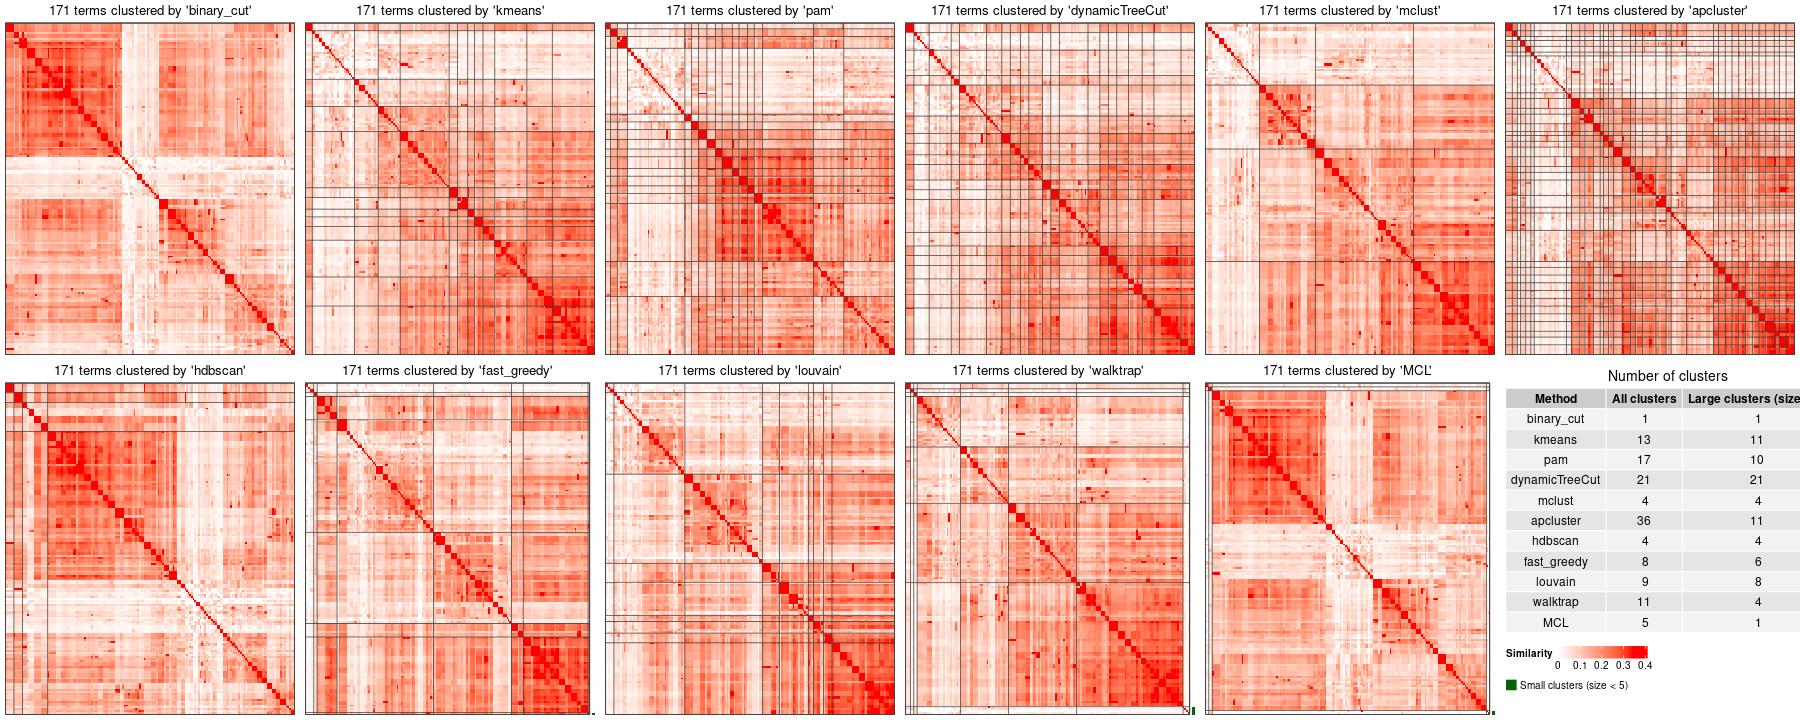 171 terms clustered by 'binary_cut'
171 terms clustered by 'kmeans'
171 terms clustered by 'pam'
171 terms clustered by 'dynamicTreeCut'
171 terms clustered by 'mclust'
171 terms clustered by 'apcluster'
171 terms clustered by 'hdbscan'
171 terms clustered by 'fast_greedy'
171 terms clustered by 'louvain'
171 terms clustered by 'walktrap'
171 terms clustered by 'MCL'
Number of clusters
Method All clusters Large clusters (size
binary_cut 1 1
kmeans 13 11
pam 17 10
dynamicTreeCut 21 21
mclust 4 4
apcluster 36 11
hdbscan 4 4
fast_greedy 8 6
louvain 9 8
walktrap 11 4
MCL 5 1
Similarity
0 0.1 0.2 0.3 0.4
Small clusters (size < 5)